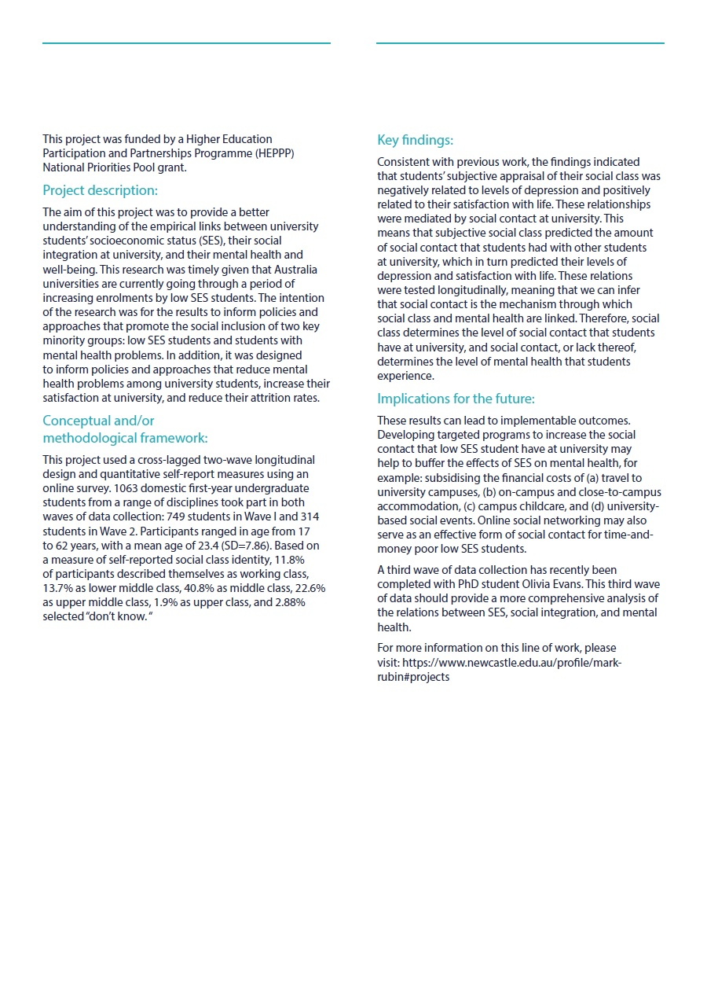 This project was funded by a Higher Education
Participation and Partnerships Programme (HEPPP)
National Priorities Pool grant.
Project description:
The aim of this project was to provide a better
understanding of the empirical links between university
students’ socioeconomic status (SES), their social
integration at university, and their mental health and
well-being. This research was timely given that Australia
universities are currently going through a period of
increasing enrolments by low SES students. The intention
of the research was for the results to inform policies and
approaches that promote the social inclusion of two key
minority groups: low SES students and students with
mental health problems. In addition, it was designed
to inform policies and approaches that reduce mental
health problems among university students, increase their
satisfaction at university, and reduce their attrition rates.
Conceptual and/or
methodological framework:
This project used a cross-lagged two-wave longitudinal
design and quantitative self-report measures using an
online survey. 1063 domestic first-year undergraduate
students from a range of disciplines took part in both
waves of data collection: 749 students in Wave I and 314
students in Wave 2. Participants ranged in age from 17
to 62 years, with a mean age of 23.4 (SD=7.86). Based on
a measure of self-reported social class identity, 11.8%
of participants described themselves as working class,
13.7% as lower middle class, 40.8% as middle class, 22.6%
as upper middle class, 1.9% as upper class, and 2.88%
selected “don’t know. “
Key findings:
Consistent with previous work, the findings indicated
that students’ subjective appraisal of their social class was
negatively related to levels of depression and positively
related to their satisfaction with life. These relationships
were mediated by social contact at university. This
means that subjective social class predicted the amount
of social contact that students had with other students
at university, which in turn predicted their levels of
depression and satisfaction with life. These relations
were tested longitudinally, meaning that we can infer
that social contact is the mechanism through which
social class and mental health are linked. Therefore, social
class determines the level of social contact that students
have at university, and social contact, or lack thereof,
determines the level of mental health that students
experience.
Implications for the future:
These results can lead to implementable outcomes.
Developing targeted programs to increase the social
contact that low SES student have at university may
help to buffer the effects of SES on mental health, for
example: subsidising the financial costs of (a) travel to
university campuses, (b) on-campus and close-to-campus
accommodation, (c) campus childcare, and (d) university-
based social events. Online social networking may also
serve as an effective form of social contact for time-and-
money poor low SES students.
A third wave of data collection has recently been
completed with PhD student Olivia Evans. This third wave
of data should provide a more comprehensive analysis of
the relations between SES, social integration, and mental
health.
For more information on this line of work, please
visit: https://www.newcastle.edu.au/profile/mark-
rubin#projects